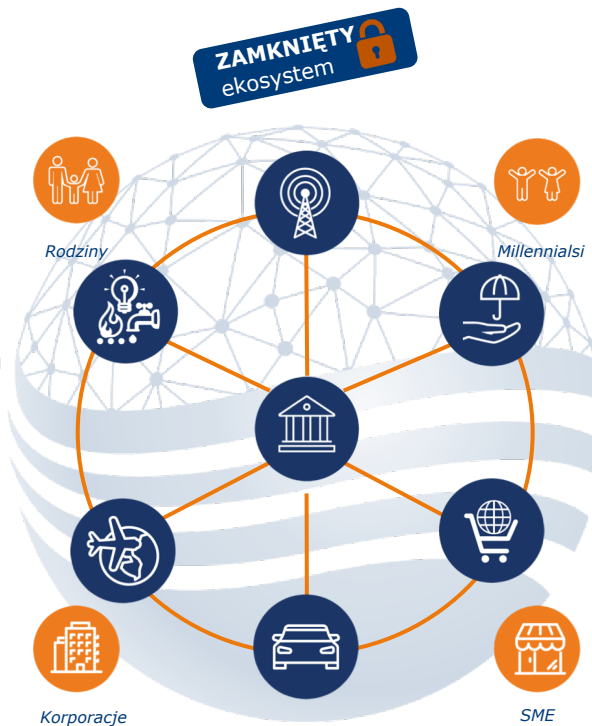 ZAMKNIĘTY
ekosystem
Rodziny
Millennialsi
Korporacje
SME